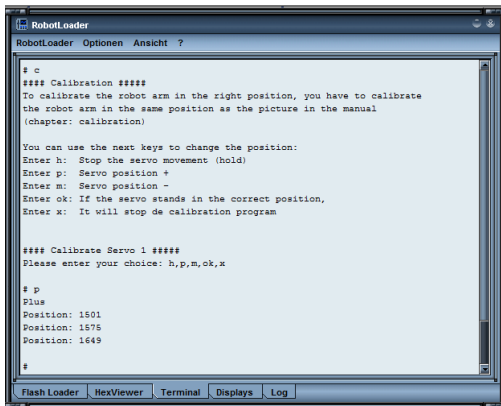 RobotLoader
RobotLoader Optionen Ansicht ?
# c
#### Calibration #####
To calibrate the robot arm in the right position, you have to calibrate
the robot arm in the same position as the picture in the manual
(chapter: calibration)
You can use the next keys to change the position:
Enter h: Stop the servo movement (hold)
Enter p: Servo position +
Enter m: Servo position -
Enter ok: If the servo stands in the correct position,
Enter x: It will stop de calibration program
#### Calibrate Servo 1 #####
Please enter your choice: h,p,m,ok,x
# p
Plus
Position: 1501
Position: 1575
Position: 1649
#
Flash Loader HexViewer Terminal Displays Log